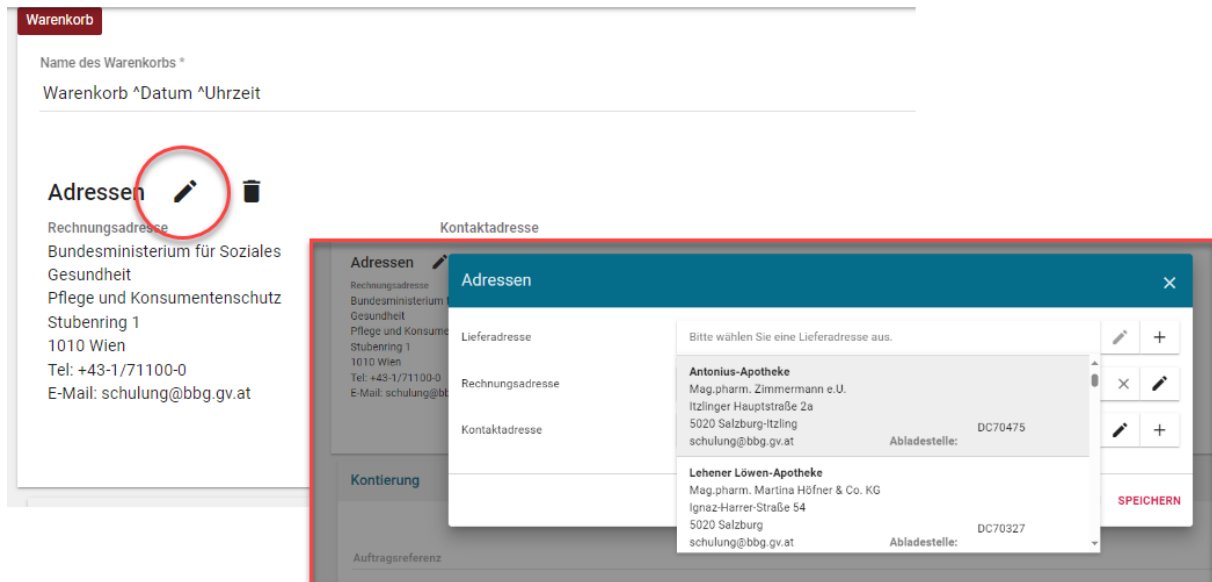 Warenkorb
Name des Warenkorbs *
Warenkorb ^Datum ^Uhrzeit
Adressen
Rechnungsadresse
Bundesministerium für Soziales
Gesundheit
Pflege und Konsumentenschutz
Stubenring 1
1010 Wien
Tel: +43-1/71100-0
E-Mail: schulung@bbg.gv.at
Kontaktadresse
Adressen
Rechnungsadresse
Bundesministerium
Gesundheit
Pflege und Konsume
Stubenring 1
1010 Wien
Tel: +43-1/71100-0
E-Mail: schulung@bb
Kontierung
Auftragsreferenz
Adressen
Lieferadresse
Bitte wählen Sie eine Lieferadresse aus.
Rechnungsadresse
Kontaktadresse
Antonius-Apotheke
Mag.pharm. Zimmermann e.U.
Itzlinger Hauptstraße 2a
5020 Salzburg-Itzling
DC70475
schulung@bbg.gv.at Abladestelle:
Lehener Löwen-Apotheke
Mag.pharm. Martina Höfner & Co. KG
Ignaz-Harrer-Straße 54
5020 Salzburg
DC70327
schulung@bbg.gv.at Abladestelle:
SPEICHERN